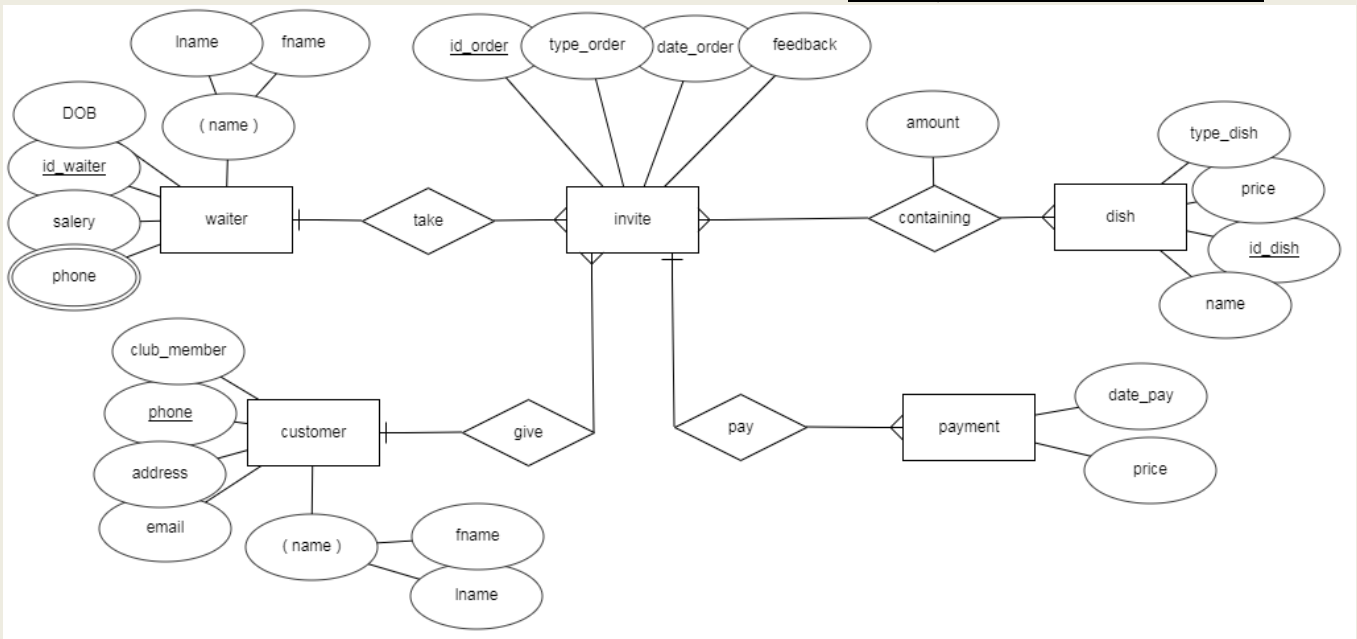 lname
fname
id_order
type_order
date_order
feedback
DOB
( name )
amount
type_dish
id_waiter
price
salery
waiter
take
invite
containing
dish
id_dish
phone
name
club_member
phone
customer
give
pay
payment
date_pay
address
price
email
( name )
fname
lname